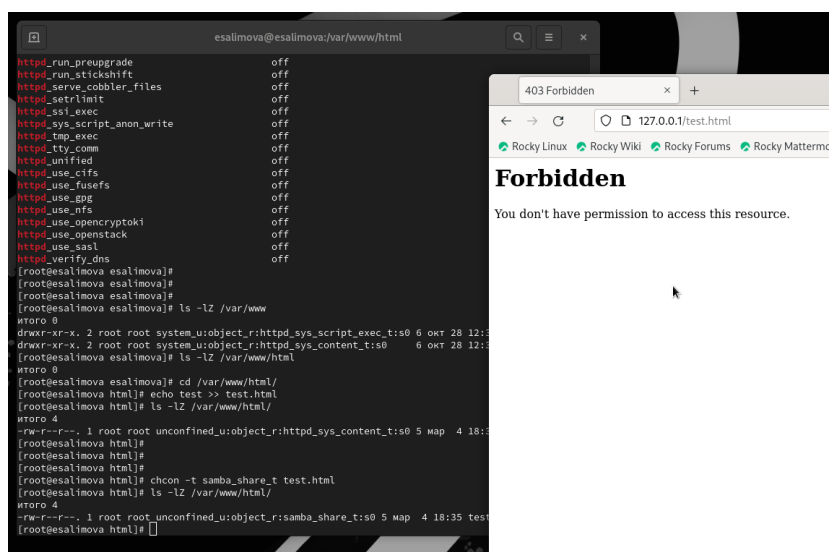 esalimova@esalimova:/var/www/html
httpd_run_preupgrade off
httpd_run_stickshift off
httpd_serve_cobbler_files off
httpd_setrlimit off
httpd_ssi_exec off
httpd_sys_script_anon_write off
httpd_tmp_exec off
httpd_tty_comm off
httpd_unified off
httpd_use_cifs off
httpd_use_fusefs off
httpd_use_gpg off
httpd_use_nfs off
httpd_use_opencryptoki off
httpd_use_openstack off
httpd_use_sasl off
httpd_verify_dns off
[root@esalimova esalimova]#
[root@esalimova esalimova]#
[root@esalimova esalimova]#
[root@esalimova esalimova]# ls -lZ /var/www
итого 0
drwxr-xr-x. 2 root root system_u:object_r:httpd_sys_script_exec_t:s0 6 окт 28 12:3
drwxr-xr-x. 2 root root system_u:object_r:httpd_sys_content_t:s0 6 окт 28 12:3
[root@esalimova esalimova]# ls -lZ /var/www/html
итого 0
[root@esalimova esalimova]# cd /var/www/html/
[root@esalimova html]# echo test >> test.html
[root@esalimova html]# ls -lZ /var/www/html/
итого 4
-rw-r--r--. 1 root root unconfined_u:object_r:httpd_sys_content_t:s0 5 мар 4 18:3
[root@esalimova html]#
[root@esalimova html]#
[root@esalimova html]#
[root@esalimova html]# chcon -t samba_share_t test.html
[root@esalimova html]# ls -lZ /var/www/html/
итого 4
-rw-r--r--. 1 root root unconfined_u:object_r:samba_share_t:s0 5 мар 4 18:35 test
[root@esalimova html]#
403 Forbidden
127.0.0.1/test.html
Rocky Linux Rocky Wiki Rocky Forums Rocky Mattermo
Forbidden
You don't have permission to access this resource.